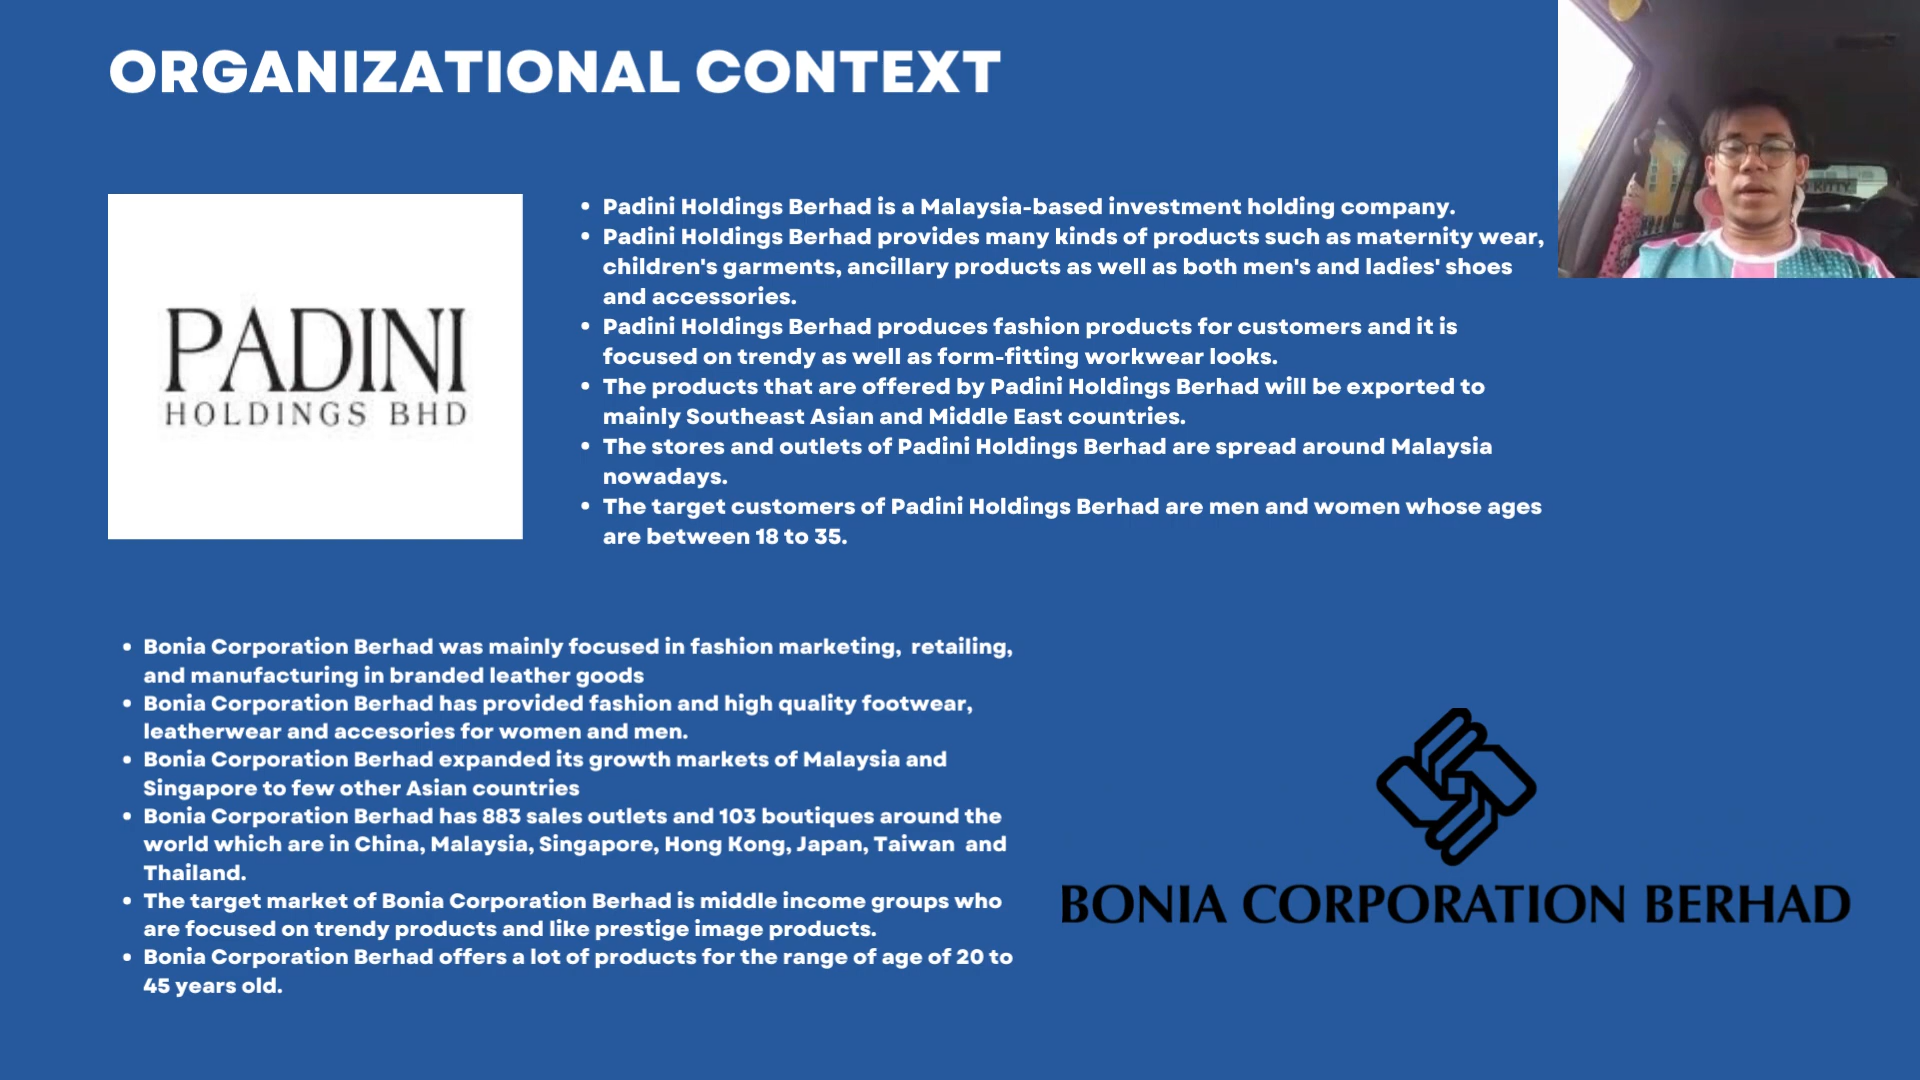 ORGANIZATIONAL CONTEXT
PADINI
HOLDINGS BHD
• Padini Holdings Berhad is a Malaysia-based investment holding company.
• Padini Holdings Berhad provides many kinds of products such as maternity wear,
children's garments, ancillary products as well as both men's and ladies' shoes
and accessories.
• Padini Holdings Berhad produces fashion products for customers and it is
focused on trendy as well as form-fitting workwear looks.
• The products that are offered by Padini Holdings Berhad will be exported to
mainly Southeast Asian and Middle East countries.
• The stores and outlets of Padini Holdings Berhad are spread around Malaysia
nowadays.
• The target customers of Padini Holdings Berhad are men and women whose ages
are between 18 to 35.
• Bonia Corporation Berhad was mainly focused in fashion marketing,  retailing,
and manufacturing in branded leather goods
• Bonia Corporation Berhad has provided fashion and high quality footwear,
leatherwear and accesories for women and men.
• Bonia Corporation Berhad expanded its growth markets of Malaysia and
Singapore to few other Asian countries
• Bonia Corporation Berhad has 883 sales outlets and 103 boutiques around the
world which are in China, Malaysia, Singapore, Hong Kong, Japan, Taiwan  and
Thailand.
• The target market of Bonia Corporation Berhad is middle income groups who
are focused on trendy products and like prestige image products.
• Bonia Corporation Berhad offers a lot of products for the range of age of 20 to
45 years old.
BONIA CORPORATION BERHAD
KITTY